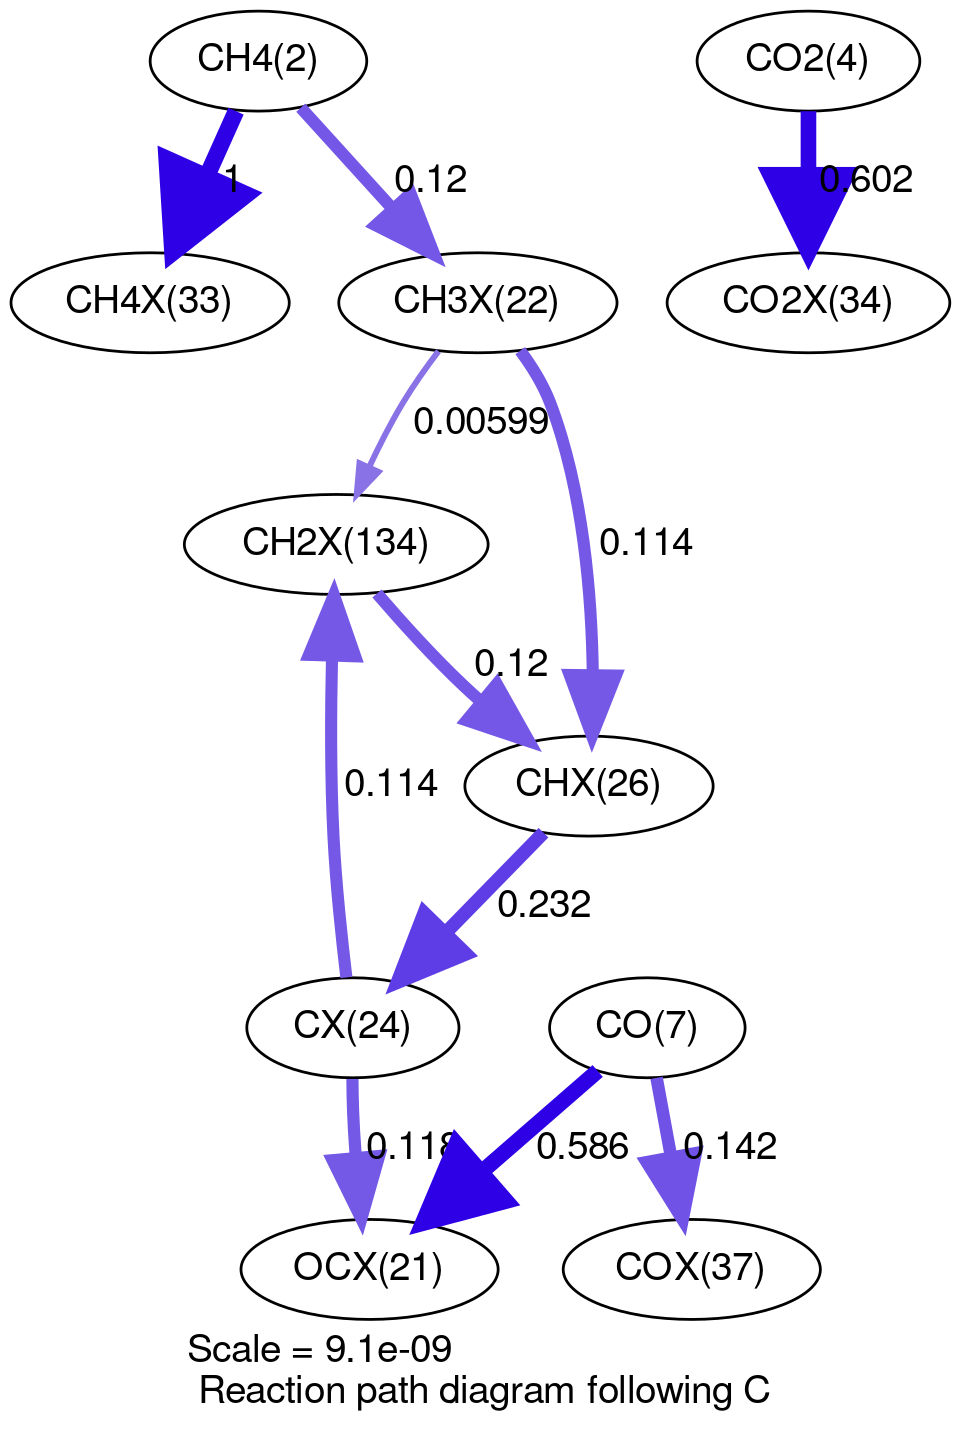 CH4(2)
CO2(4)
1
0.12
0.602
CH4X(33)
CH3X(22)
CO2X(34)
0.00599
CH2X(134)
0.114
0.12
0.114
CHX(26)
0.232
CX(24)
CO(7)
0.118
0.586
0.142
OCX(21)
COX(37)
Scale = 9.1e-09
Reaction path diagram following C